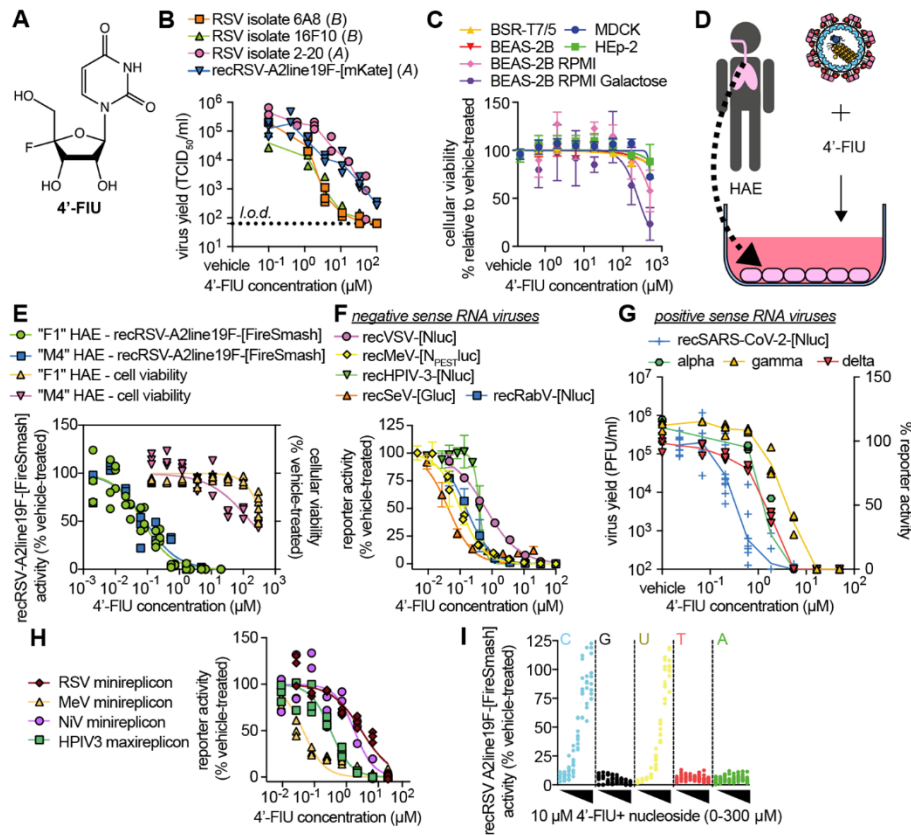 A
HO
F
O
N
NH
O
O
HO OH
4'-FIU
B
RSV isolate 6A8 (B)
RSV isolate 16F10 (B)
RSV isolate 2-20 (A)
recRSV-A2line19F-[mKate] (A)
virus yield (TCID50/ml)
10^6
10^5
10^4
10^3
10^2
10^1
l.o.d.
vehicle
10^-1 10^0 10^1 10^2
4'-FIU concentration (µM)
C
BSR-T7/5 MDCK
BEAS-2B HEp-2
BEAS-2B RPMI
BEAS-2B RPMI Galactose
cellular viability
% relative to vehicle-treated
150
100
50
0
vehicle
10^0 10^1 10^2 10^3
4'-FIU concentration (µM)
D
HAE
+
4'-FIU
E
"F1" HAE - recRSV-A2line19F-[FireSmash]
"M4" HAE - recRSV-A2line19F-[FireSmash]
"F1" HAE - cell viability
"M4" HAE - cell viability
recRSV-A2line19F-[FireSmash]
activity (% vehicle-treated)
150
100
50
0
10^-3 10^-2 10^-1 10^0 10^1 10^2 10^3
4'-FIU concentration (µM)
cellular viability
(% vehicle-treated)
F negative sense RNA viruses
recVSV-[Nluc]
recMeV-[NPESTluc]
recHPIV-3-[Nluc]
recSeV-[Gluc] recRabV-[Nluc]
reporter activity
(% vehicle-treated)
125
100
75
50
25
0
10^-2 10^-1 10^0 10^1 10^2
4'-FIU concentration (µM)
G positive sense RNA viruses
recSARS-CoV-2-[Nluc]
alpha gamma delta
virus yield (PFU/ml)
10^7
10^6
10^5
10^4
10^3
10^2
vehicle
10^-1 10^0 10^1 10^2
4'-FIU concentration (µM)
150
100
50
0
% reporter activity
H
RSV minireplicon
MeV minireplicon
NiV minireplicon
HPIV3 maxireplicon
reporter activity
(% vehicle-treated)
150
100
50
0
10^-2 10^-1 10^0 10^1
4'-FIU concentration (µM)
I
C G U T A
recRSV A2line19F-[FireSmash]
activity (% vehicle-treated)
125
100
75
50
25
0
10 µM 4'-FIU+ nucleoside (0-300 µM)